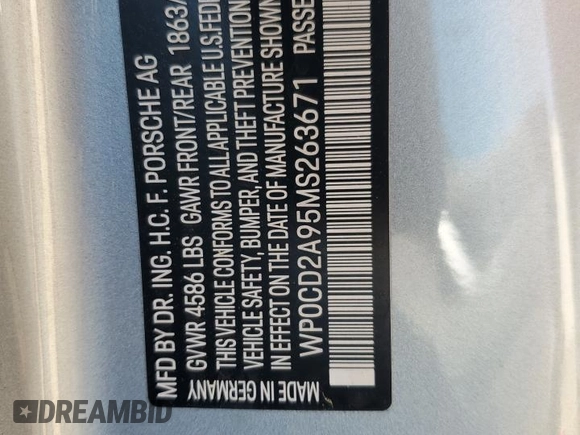 MFD BY DR. ING. H.C. F. PORSCHE AG
GVWR 4586 LBS GAWR FRONT/REAR 1863/
THIS VEHICLE CONFORMS TO ALL APPLICABLE U.S. FEDE
VEHICLE SAFETY, BUMPER, AND THEFT PREVENTION
IN EFFECT ON THE DATE OF MANUFACTURE SHOWN
WP0CD2A95MS263671 PASSE
MADE IN GERMANY
DREAMBID